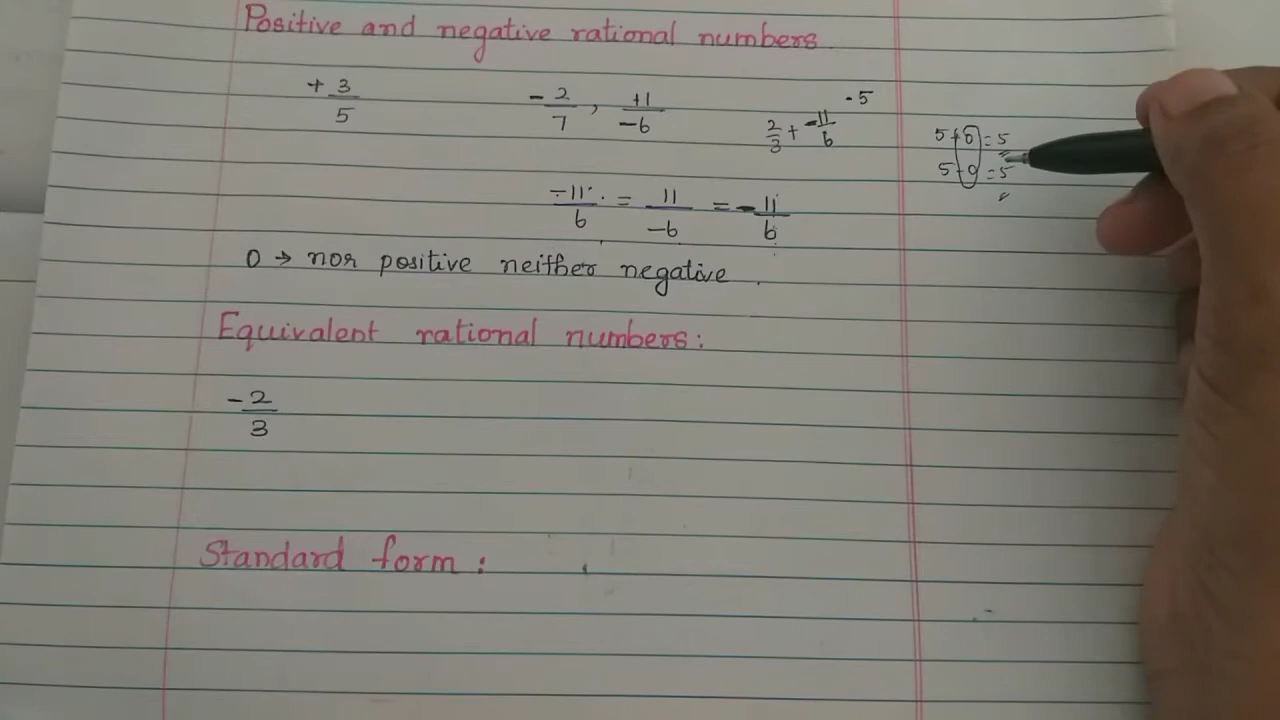 Positive and negative rational numbers
+ 3/5 - 2/7 , +1/-6 2/3 + -11/6 - 5
5+0 = 5
5-0 = 5
-11/6 = 11/-6 = - 11/6
0 → nor positive neither negative .
Equivalent rational numbers:
- 2/3
Standard form :